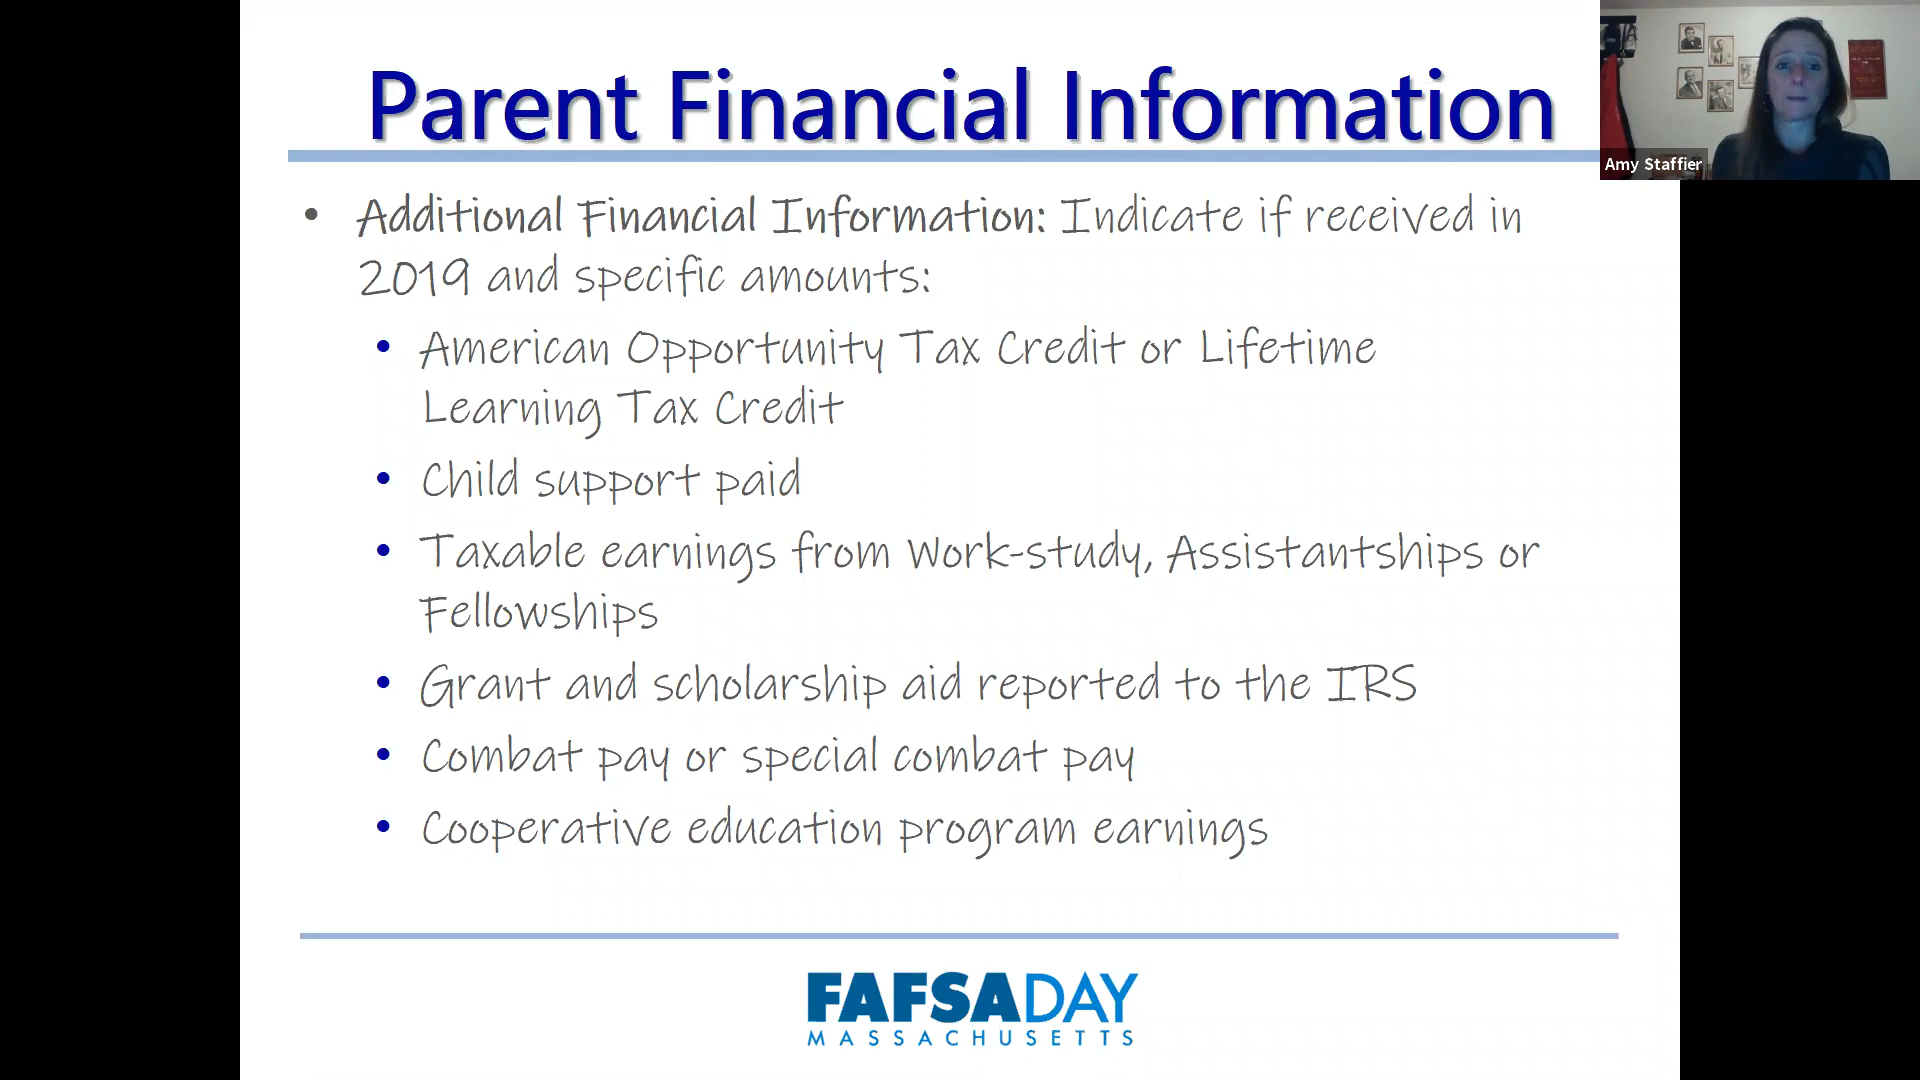 Parent Financial Information
Amy Staffier
• Additional Financial Information: Indicate if received in
2019 and specific amounts:
• American Opportunity Tax Credit or Lifetime
Learning Tax Credit
• Child support paid
• Taxable earnings from Work-study, Assistantships or
Fellowships
• Grant and scholarship aid reported to the IRS
• Combat pay or special combat pay
• Cooperative education program earnings
FAFSADAY
MASSACHUSETTS